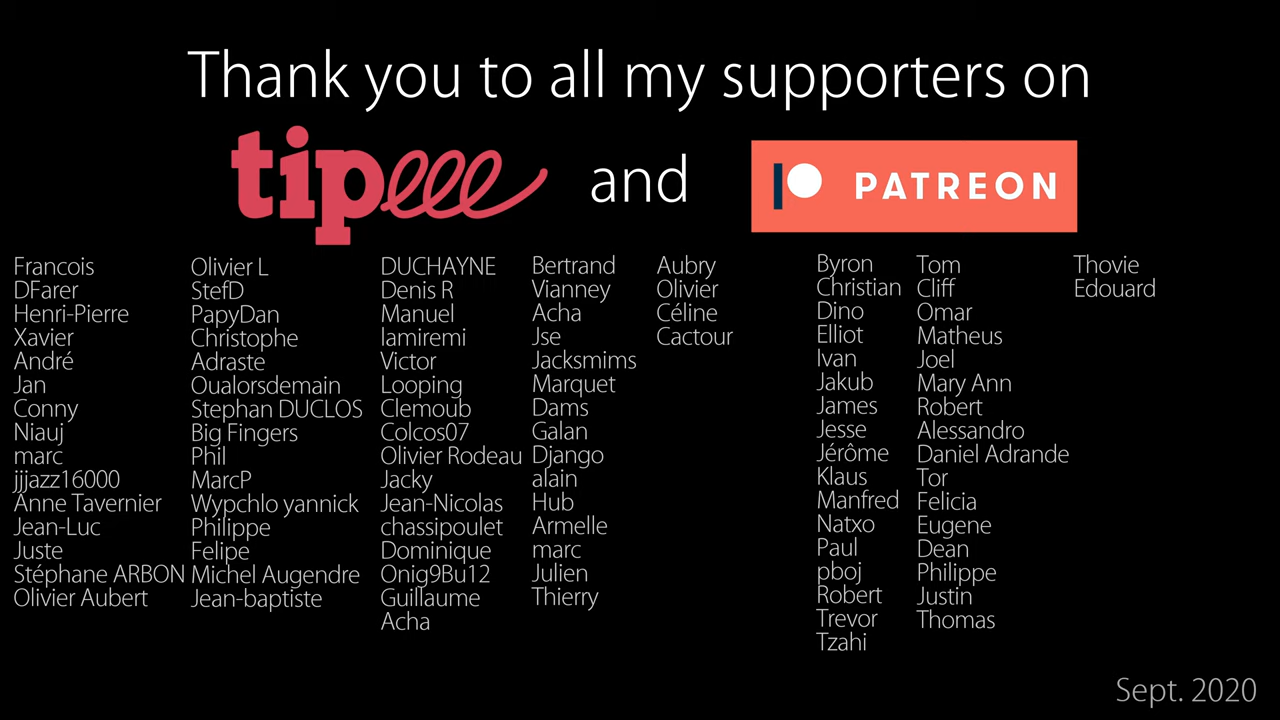 Thank you to all my supporters on
tipeee and PATREON
Francois
DFarer
Henri-Pierre
Xavier
André
Jan
Conny
Niauj
marc
jjjazz16000
Anne Tavernier
Jean-Luc
Juste
Stéphane ARBON
Olivier Aubert
Olivier L
StefD
PapyDan
Christophe
Adraste
Oualorsdemain
Stephan DUCLOS
Big Fingers
Phil
MarcP
Wypchlo yannick
Philippe
Felipe
Michel Augendre
Jean-baptiste
DUCHAYNE
Denis R
Manuel
lamiremi
Victor
Looping
Clemoub
Colcos07
Olivier Rodeau
Jacky
Jean-Nicolas
chassipoulet
Dominique
Onig9Bu12
Guillaume
Acha
Bertrand
Vianney
Acha
Jse
Jacksmims
Marquet
Dams
Galan
Django
alain
Hub
Armelle
marc
Julien
Thierry
Aubry
Olivier
Céline
Cactour
Byron
Christian
Dino
Elliot
Ivan
Jakub
James
Jesse
Jérôme
Klaus
Manfred
Natxo
Paul
pboj
Robert
Trevor
Tzahi
Tom
Cliff
Omar
Matheus
Joel
Mary Ann
Robert
Alessandro
Daniel Adrande
Tor
Felicia
Eugene
Dean
Philippe
Justin
Thomas
Thovie
Edouard
Sept. 2020